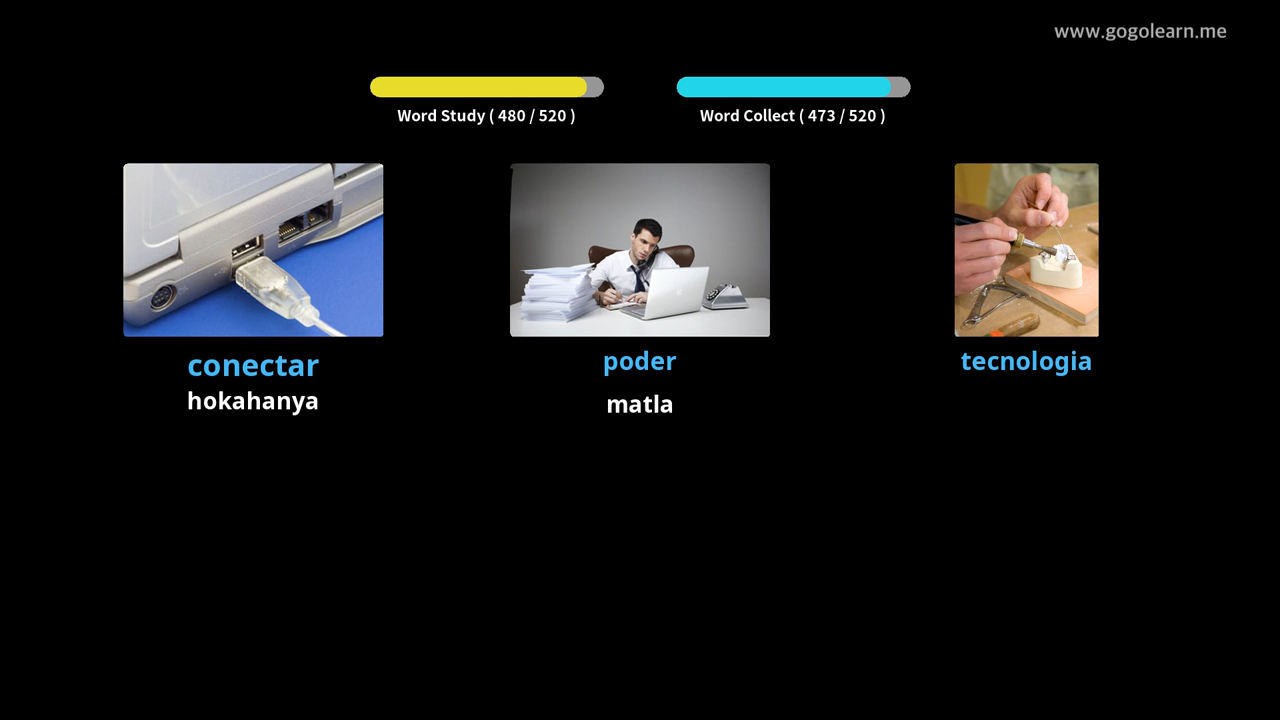 www.gogolearn.me
Word Study ( 480 / 520 )
Word Collect ( 473 / 520 )
conectar
hokahanya
poder
matla
tecnologia